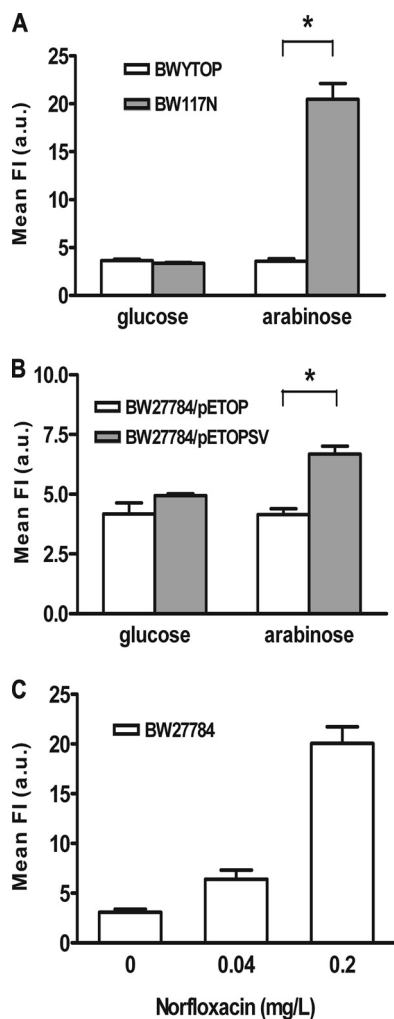 A
*
25
BWYTOP
20
BW117N
15
10
5
0
Mean FI (a.u.)
glucose arabinose
B
*
10.0
BW27784/pETOP
7.5
BW27784/pETOPSV
5.0
2.5
0.0
Mean FI (a.u.)
glucose arabinose
C
25
BW27784
20
15
10
5
0
Mean FI (a.u.)
0 0.04 0.2
Norfloxacin (mg/L)